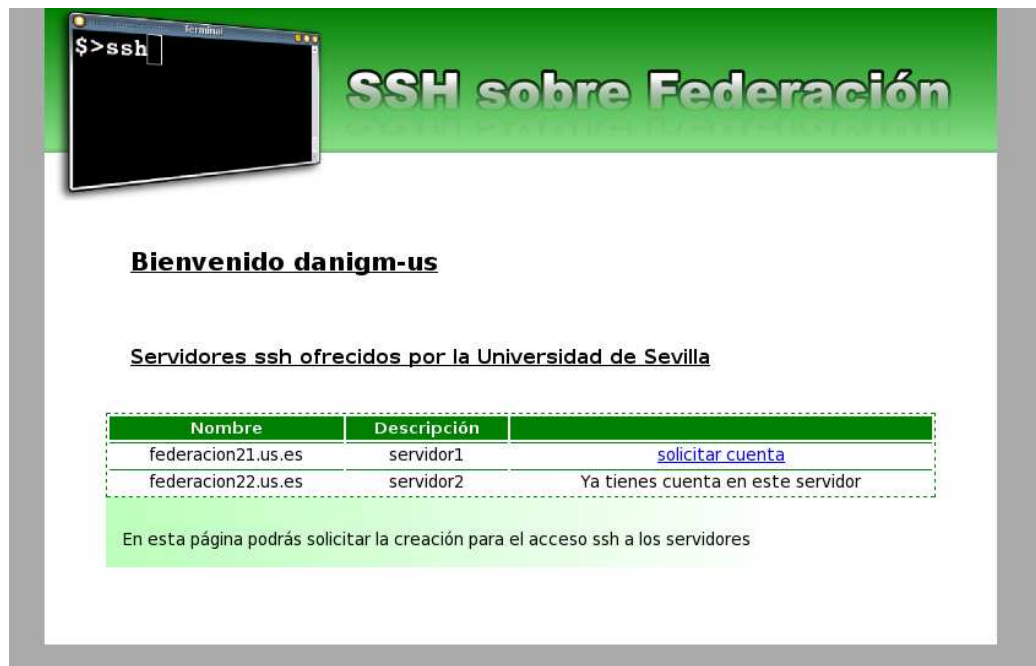 Terminal
$>ssh
SSH sobre Federación
Bienvenido danigm-us
Servidores ssh ofrecidos por la Universidad de Sevilla
Nombre Descripción
federacion21.us.es servidor1 solicitar cuenta
federacion22.us.es servidor2 Ya tienes cuenta en este servidor
En esta página podrás solicitar la creación para el acceso ssh a los servidores